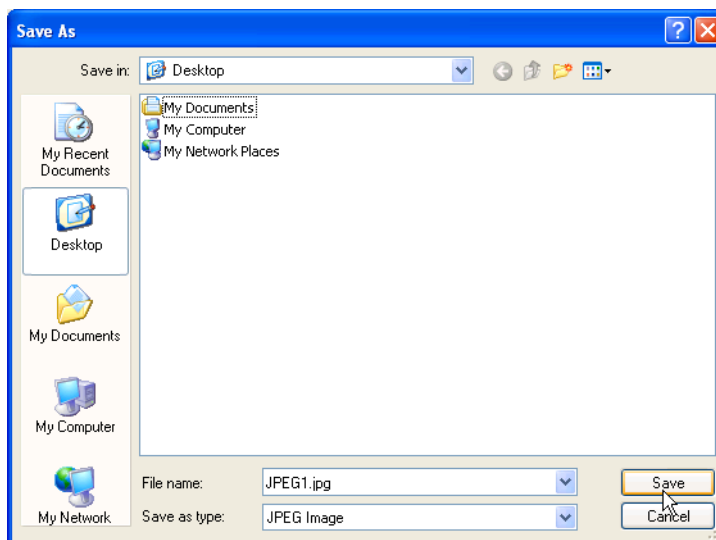 Save As
Save in:
Desktop
My Recent
Documents
Desktop
My Documents
My Computer
My Network
My Documents
My Computer
My Network Places
File name:
JPEG1.jpg
Save
Save as type:
JPEG Image
Cancel